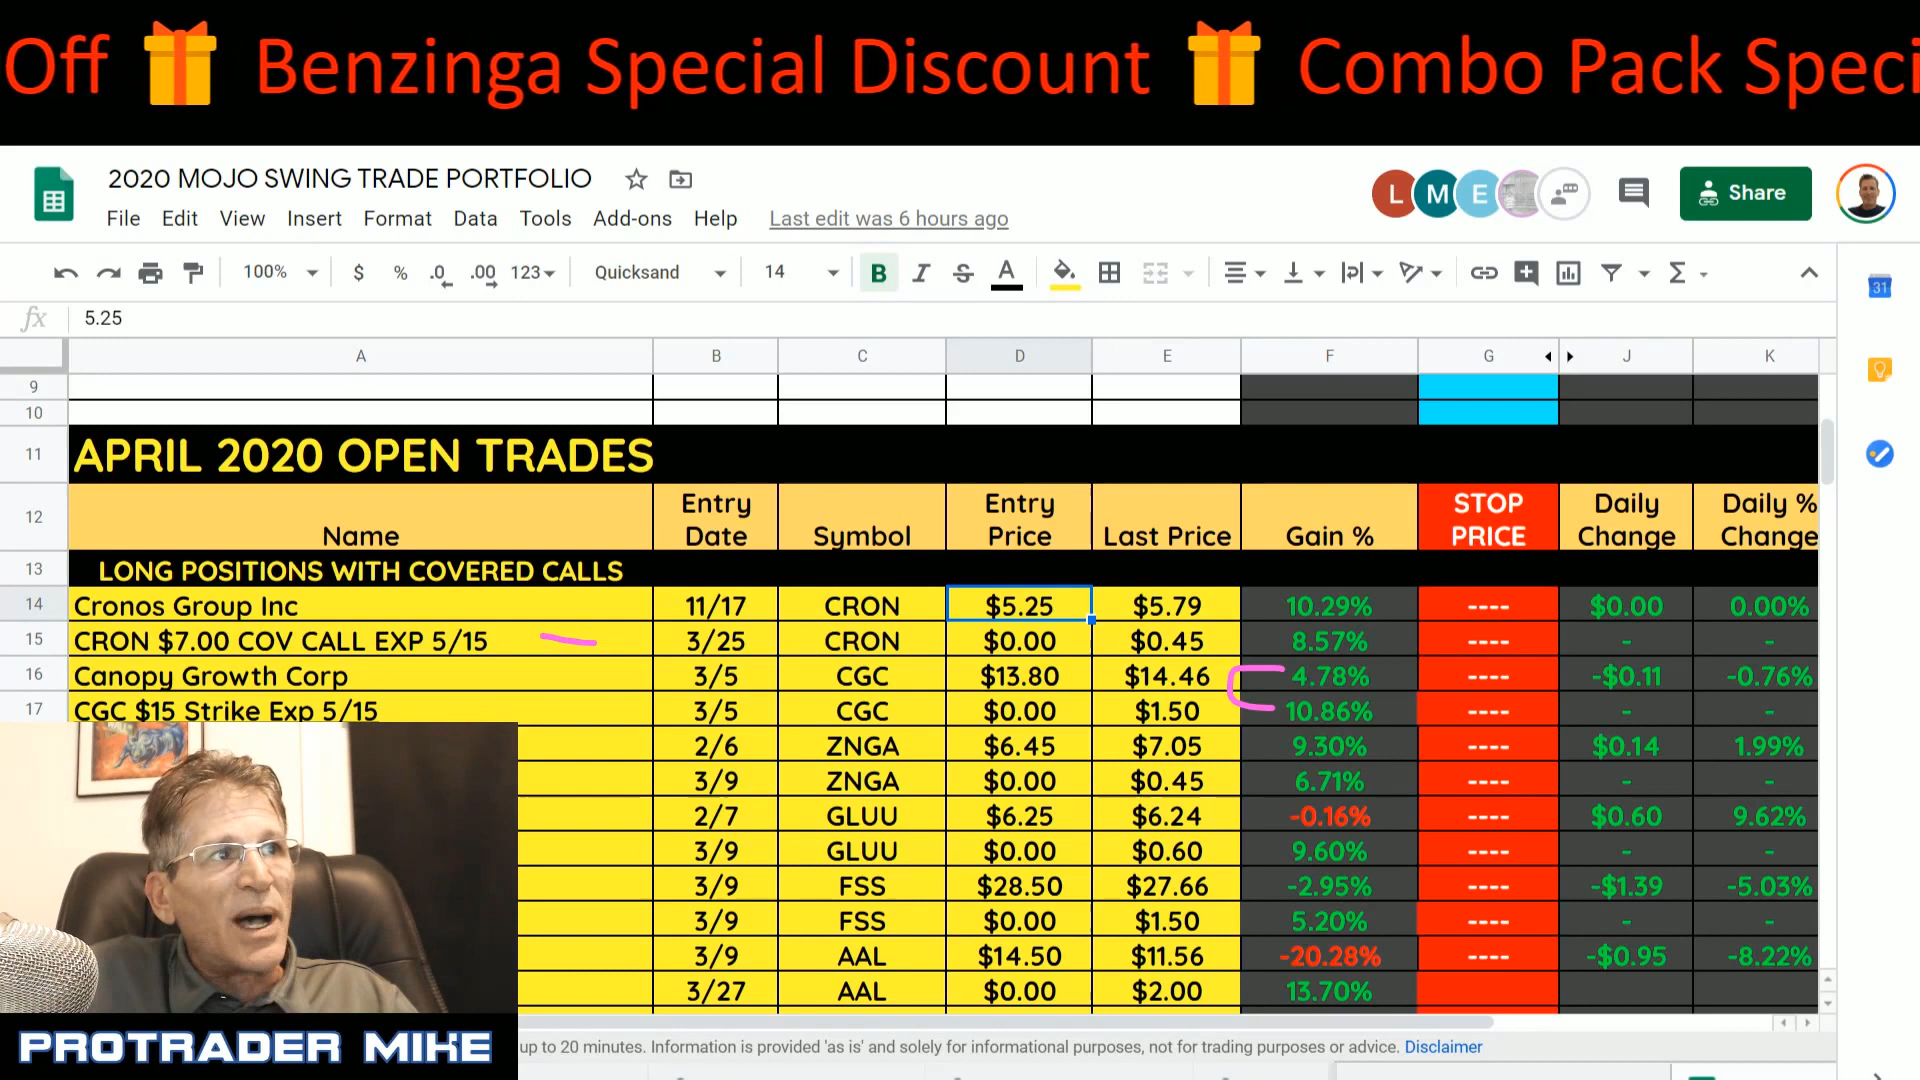 Off 🎁 Benzinga Special Discount 🎁 Combo Pack Speci
2020 MOJO SWING TRADE PORTFOLIO
L M E
Share
File Edit View Insert Format Data Tools Add-ons Help Last edit was 6 hours ago
100% $ % .0 .00 123 Quicksand 14 B I S A Σ
31
fx 5.25
A B C D E F G J K
9
10
11 APRIL 2020 OPEN TRADES
12 Name Entry Date Symbol Entry Price Last Price Gain % STOP PRICE Daily Change Daily % Change
13 LONG POSITIONS WITH COVERED CALLS
14 Cronos Group Inc 11/17 CRON $5.25 $5.79 10.29% ---- $0.00 0.00%
15 CRON $7.00 COV CALL EXP 5/15 3/25 CRON $0.00 $0.45 8.57% ---- - -
16 Canopy Growth Corp 3/5 CGC $13.80 $14.46 4.78% ---- -$0.11 -0.76%
17 CGC $15 Strike Exp 5/15 3/5 CGC $0.00 $1.50 10.86% ---- - -
2/6 ZNGA $6.45 $7.05 9.30% ---- $0.14 1.99%
3/9 ZNGA $0.00 $0.45 6.71% ---- - -
2/7 GLUU $6.25 $6.24 -0.16% ---- $0.60 9.62%
3/9 GLUU $0.00 $0.60 9.60% ---- - -
3/9 FSS $28.50 $27.66 -2.95% ---- -$1.39 -5.03%
3/9 FSS $0.00 $1.50 5.20% ---- - -
3/9 AAL $14.50 $11.56 -20.28% ---- -$0.95 -8.22%
3/27 AAL $0.00 $2.00 13.70%
PROTRADER MIKE
up to 20 minutes. Information is provided 'as is' and solely for informational purposes, not for trading purposes or advice. Disclaimer